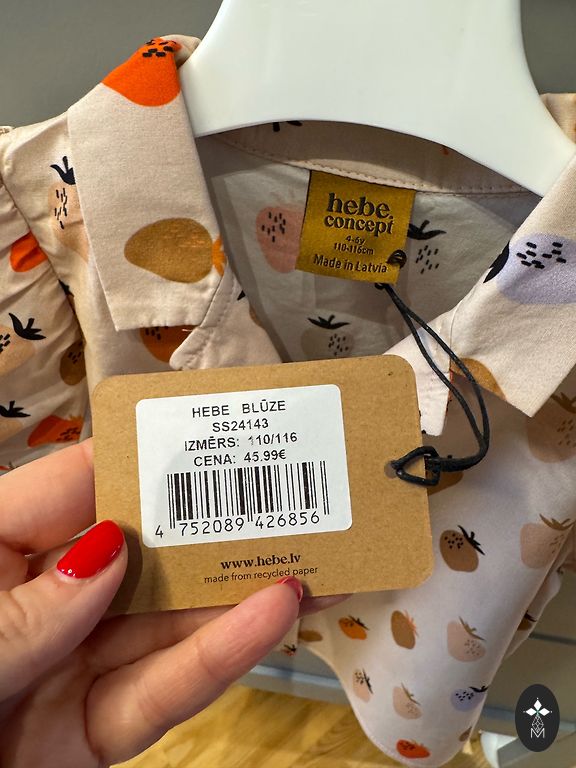 hebe.
concept
4-6y
110-116cm
Made in Latvia
HEBE BLŪZE
SS24143
IZMĒRS: 110/116
CENA: 45.99€
4 752089 426856
www.hebe.lv
made from recycled paper
M